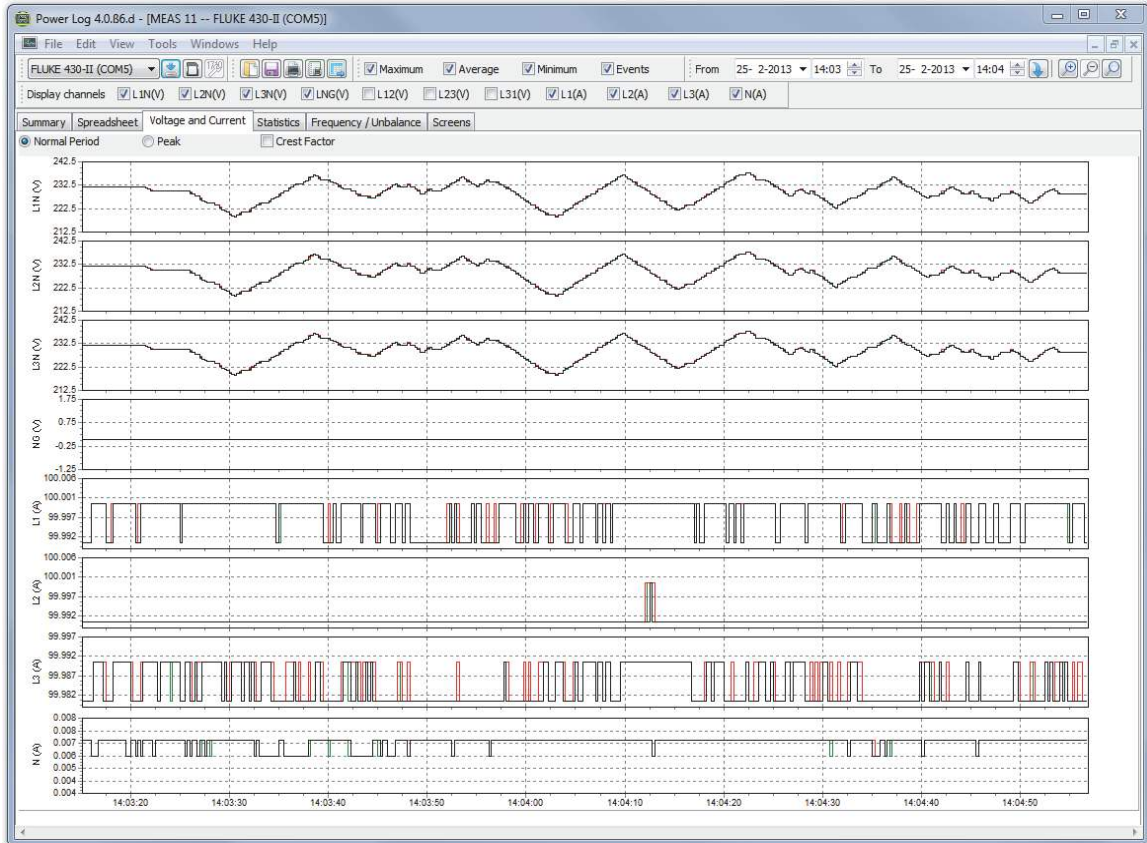 Power Log 4.0.86.d - [MEAS 11 -- FLUKE 430-II (COM5)]
File Edit View Tools Windows Help
FLUKE 430-II (COM5) Maximum Average Minimum Events From 25- 2-2013 14:03 To 25- 2-2013 14:04
Display channels L1N(V) L2N(V) L3N(V) LNG(V) L12(V) L23(V) L31(V) L1(A) L2(A) L3(A) N(A)
Summary Spreadsheet Voltage and Current Statistics Frequency / Unbalance Screens
Normal Period Peak Crest Factor
L1N (V)
242.5
232.5
222.5
212.5
L2N (V)
242.5
232.5
222.5
212.5
L3N (V)
242.5
232.5
222.5
212.5
NG (V)
1.75
0.75
-0.25
-1.25
L1 (A)
100.006
100.001
99.997
99.992
L2 (A)
100.006
100.001
99.997
99.992
L3 (A)
99.997
99.992
99.987
99.982
N (A)
0.008
0.007
0.006
0.004
0.004
14:03:20 14:03:30 14:03:40 14:03:50 14:04:00 14:04:10 14:04:20 14:04:30 14:04:40 14:04:50